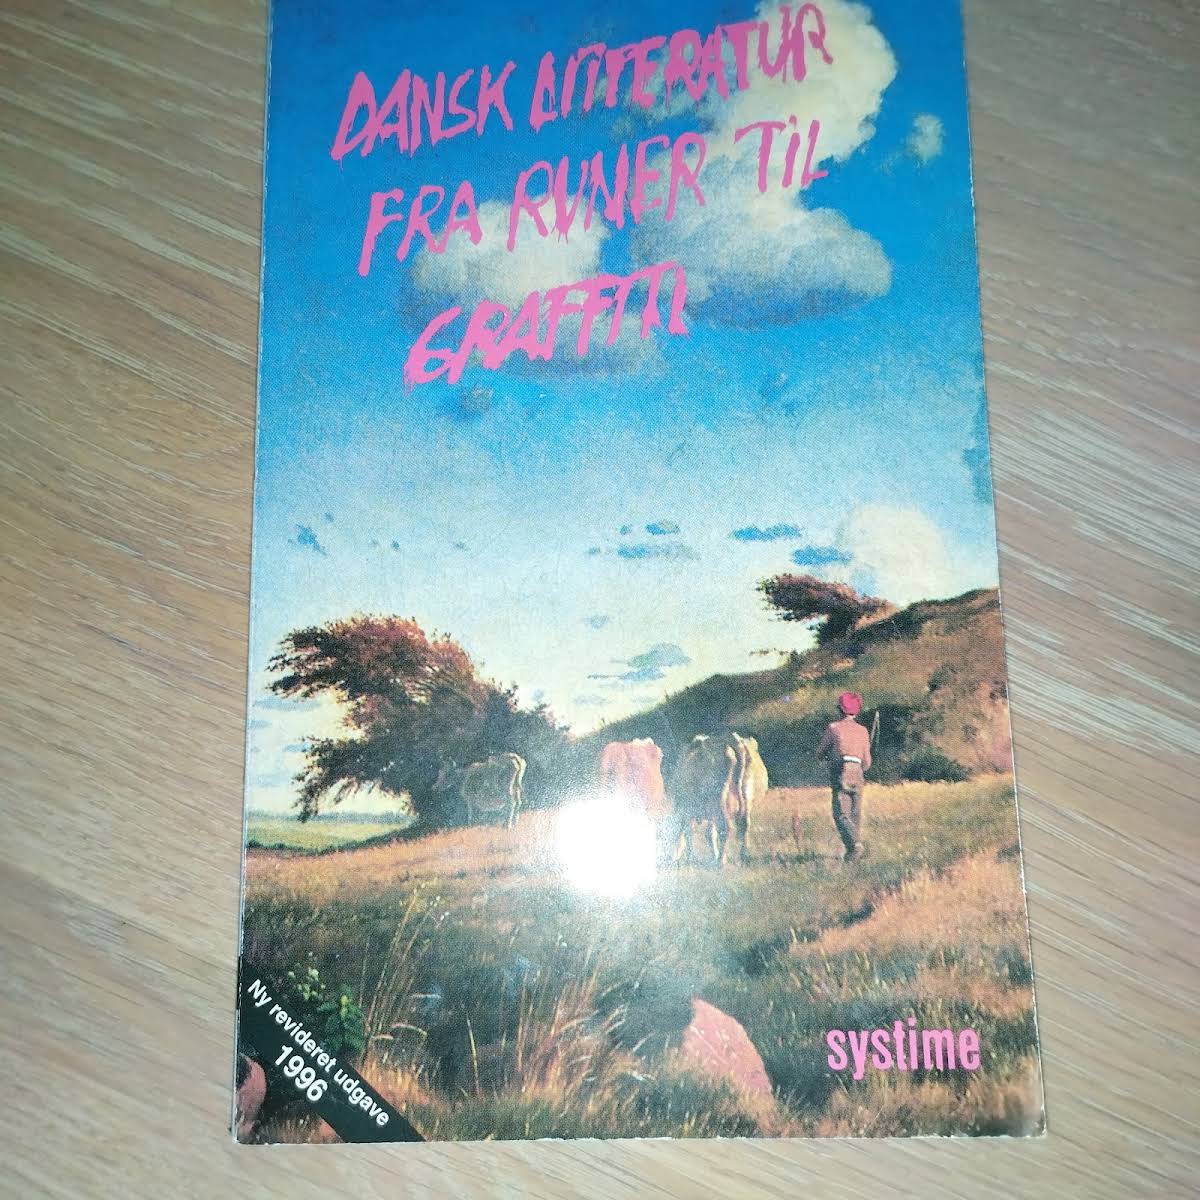 DANSK LITTERATUR
FRA RUNER TIL
GRAFFITI
systime
Ny revideret udgave
1996